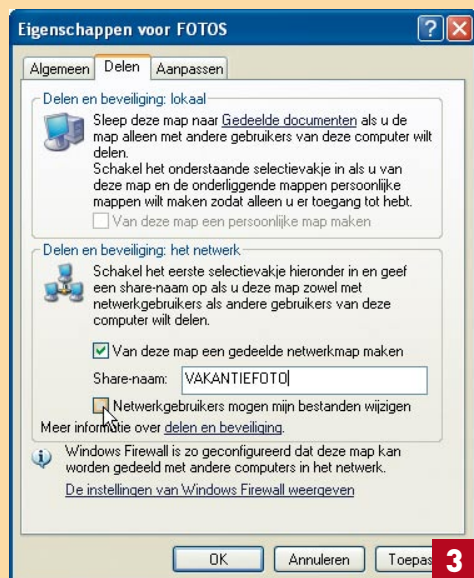 Eigenschappen voor FOTOS
Algemeen Delen Aanpassen
Delen en beveiliging: lokaal
Sleep deze map naar Gedeelde documenten als u de
map alleen met andere gebruikers van deze computer wilt
delen.
Schakel het onderstaande selectievakje in als u van
deze map en de onderliggende mappen persoonlijke
mappen wilt maken zodat alleen u er toegang tot hebt.
Van deze map een persoonlijke map maken
Delen en beveiliging: het netwerk
Schakel het eerste selectievakje hieronder in en geef
een share-naam op als u deze map zowel met
netwerkgebruikers als andere gebruikers van deze
computer wilt delen.
Van deze map een gedeelde netwerkmap maken
Share-naam: VAKANTIEFOTO
Netwerkgebruikers mogen mijn bestanden wijzigen
Meer informatie over delen en beveiliging.
Windows Firewall is zo geconfigureerd dat deze map kan
worden gedeeld met andere computers in het netwerk.
De instellingen van Windows Firewall weergeven
OK Annuleren Toepas
3